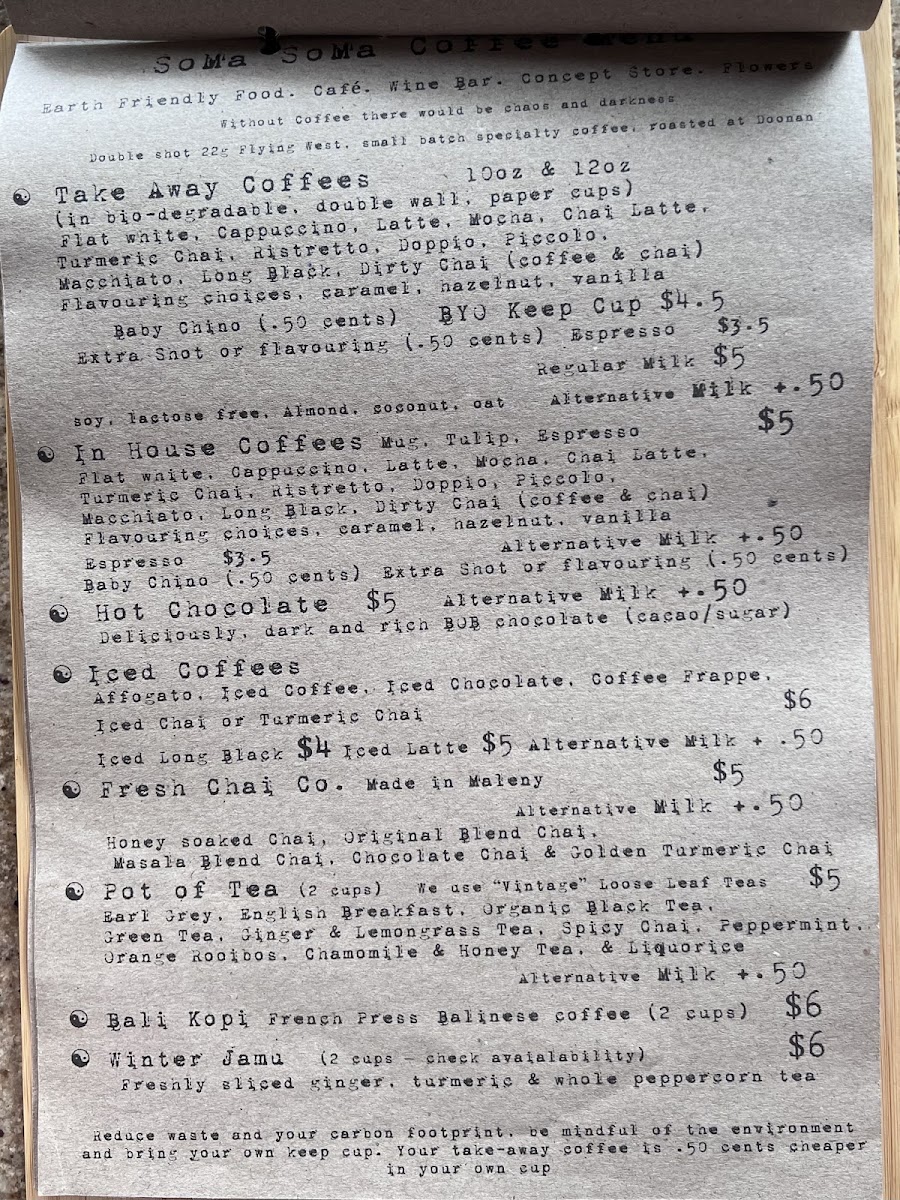 SoMa SoMa Coffee Menu
Earth Friendly Food. Café. Wine Bar. Concept Store. Flowers
Without Coffee there would be chaos and darkness
Double shot 22g Flying West, small batch specialty coffee, roasted at Doonan
Take Away Coffees 10oz & 12oz
(in bio-degradable, double wall, paper cups)
Flat white, Cappuccino, Latte, Mocha, Chai Latte,
Turmeric Chai, Ristretto, Doppio, Piccolo,
Macchiato, Long Black, Dirty Chai (coffee & chai)
Flavouring choices, caramel, hazelnut, vanilla
Baby Chino (.50 cents) BYO Keep Cup $4.5
Extra Shot or flavouring (.50 cents) Espresso $3.5
Regular Milk $5
soy, lactose free, Almond, coconut, oat Alternative Milk +.50
In House Coffees Mug, Tulip, Espresso $5
Flat white, Cappuccino, Latte, Mocha, Chai Latte,
Turmeric Chai, Ristretto, Doppio, Piccolo,
Macchiato, Long Black, Dirty Chai (coffee & chai)
Flavouring choices, caramel, hazelnut, vanilla
Espresso $3.5 Alternative Milk +.50
Baby Chino (.50 cents) Extra Shot or flavouring (.50 cents)
Hot Chocolate $5 Alternative Milk +.50
Deliciously, dark and rich BOB chocolate (cacao/sugar)
Iced Coffees
Affogato, Iced Coffee, Iced Chocolate, Coffee Frappe,
Iced Chai or Turmeric Chai $6
Iced Long Black $4 Iced Latte $5 Alternative Milk + .50
Fresh Chai Co. Made in Maleny $5
Alternative Milk +.50
Honey soaked Chai, Original Blend Chai,
Masala Blend Chai, Chocolate Chai & Golden Turmeric Chai
Pot of Tea (2 cups) We use "Vintage" Loose Leaf Teas $5
Earl Grey, English Breakfast, Organic Black Tea,
Green Tea, Ginger & Lemongrass Tea, Spicy Chai, Peppermint,.
Orange Rooibos, Chamomile & Honey Tea, & Liquorice
Alternative Milk +.50
Bali Kopi French Press Balinese coffee (2 cups) $6
Winter Jamu (2 cups - check avaialability) $6
Freshly sliced ginger, turmeric & whole peppercorn tea
Reduce waste and your carbon footprint, be mindful of the environment
and bring your own keep cup. Your take-away coffee is .50 cents cheaper
in your own cup